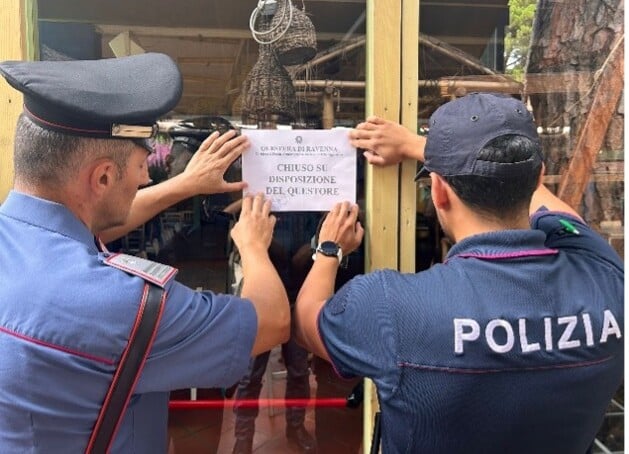 QUESTURA DI RAVENNA
CHIUSO SU
DISPOSIZIONE
DEL QUESTORE
POLIZIA